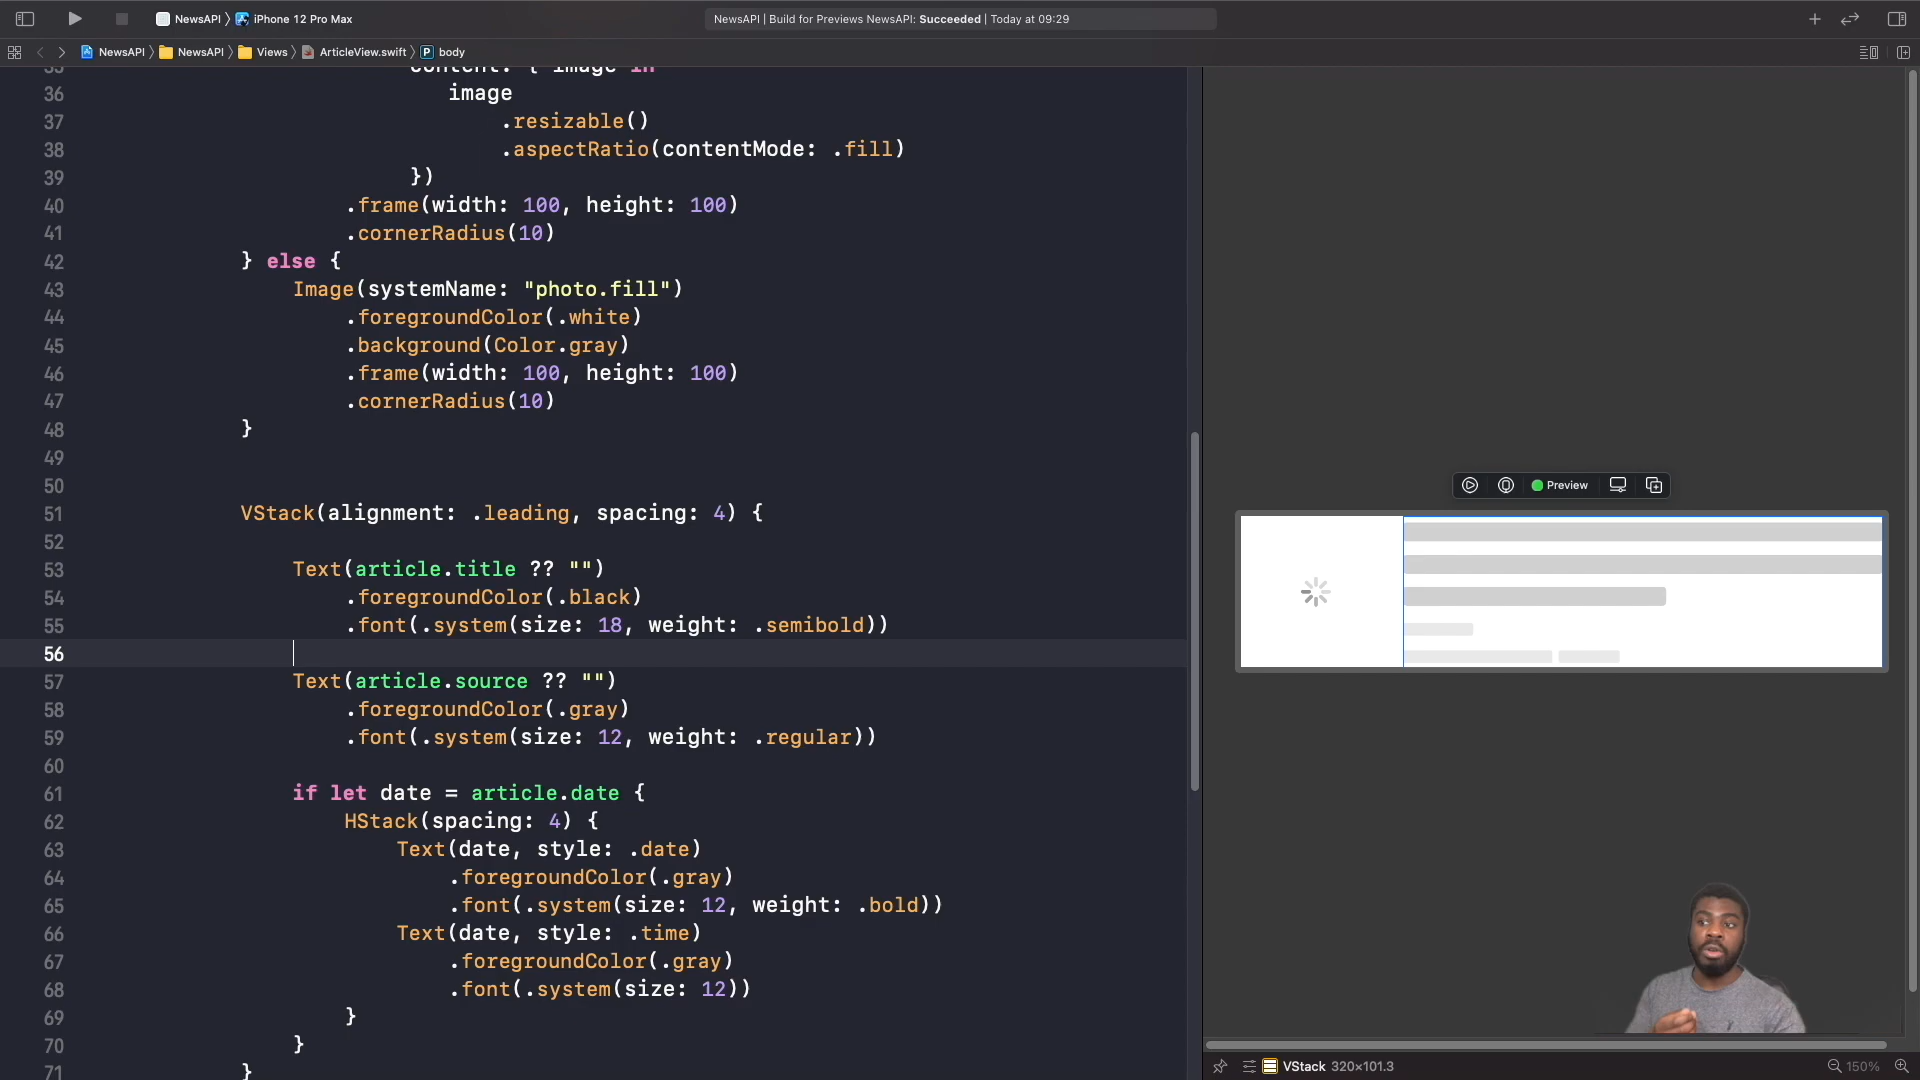 NewsAPI
iPhone 12 Pro Max
NewsAPI | Build for Previews NewsAPI: Succeeded | Today at 09:29
NewsAPI
NewsAPI
Views
ArticleView.swift
P body
35 content: { image in
36 image
37 .resizable()
38 .aspectRatio(contentMode: .fill)
39 })
40 .frame(width: 100, height: 100)
41 .cornerRadius(10)
42 } else {
43 Image(systemName: "photo.fill")
44 .foregroundColor(.white)
45 .background(Color.gray)
46 .frame(width: 100, height: 100)
47 .cornerRadius(10)
48 }
49
50
51 VStack(alignment: .leading, spacing: 4) {
52
53 Text(article.title ?? "")
54 .foregroundColor(.black)
55 .font(.system(size: 18, weight: .semibold))
56
57 Text(article.source ?? "")
58 .foregroundColor(.gray)
59 .font(.system(size: 12, weight: .regular))
60
61 if let date = article.date {
62 HStack(spacing: 4) {
63 Text(date, style: .date)
64 .foregroundColor(.gray)
65 .font(.system(size: 12, weight: .bold))
66 Text(date, style: .time)
67 .foregroundColor(.gray)
68 .font(.system(size: 12))
69 }
70 }
71 }
Preview
VStack 320×101.3
150%